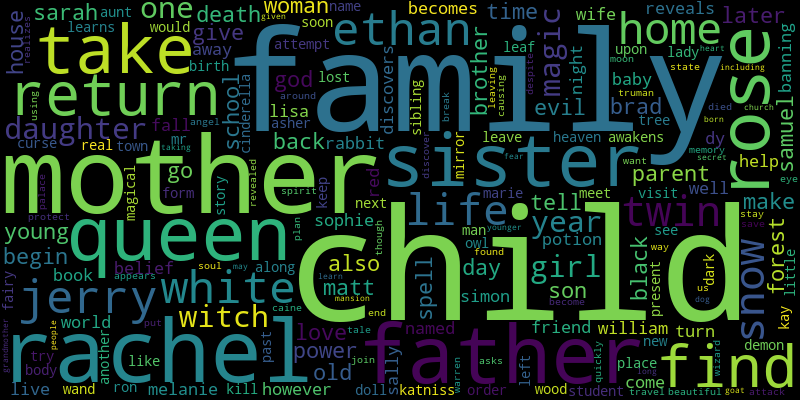 sarah aunt one death woman becomes time wife reveals later
given name
learns would give soon attempt leaf upon lady heart
house realizes take away birth god lost ethan magic home
family
return school cinderella discovers brother night moon state including
using around lisa asher sibling leaving causing despite baby truman banning
daughter fall angel evil brad tree died church samuel rose
curse real town mr taking back rabbit break leave heaven awakens born dy memory secret help eye
mother go form magical revealed spirit red mirror discover fear sister want parent
palace story keep sophie next marie tell meet visit well make
young queen protect plan though life man younger year twin see stay save
begin book belief appears soul may along also owl found potion girl black way forest little
fairy jerry white matt spell day simon son present us dark snow kay
world witch caine learn mansion end child become dog
grandmother people another put past love tale named friend william turn new demon
try body rachel like power join sally asks father quickly left place long wizard find
live wand ron melanie kill however old doll warren katniss order wood student come travel beautiful goat attack